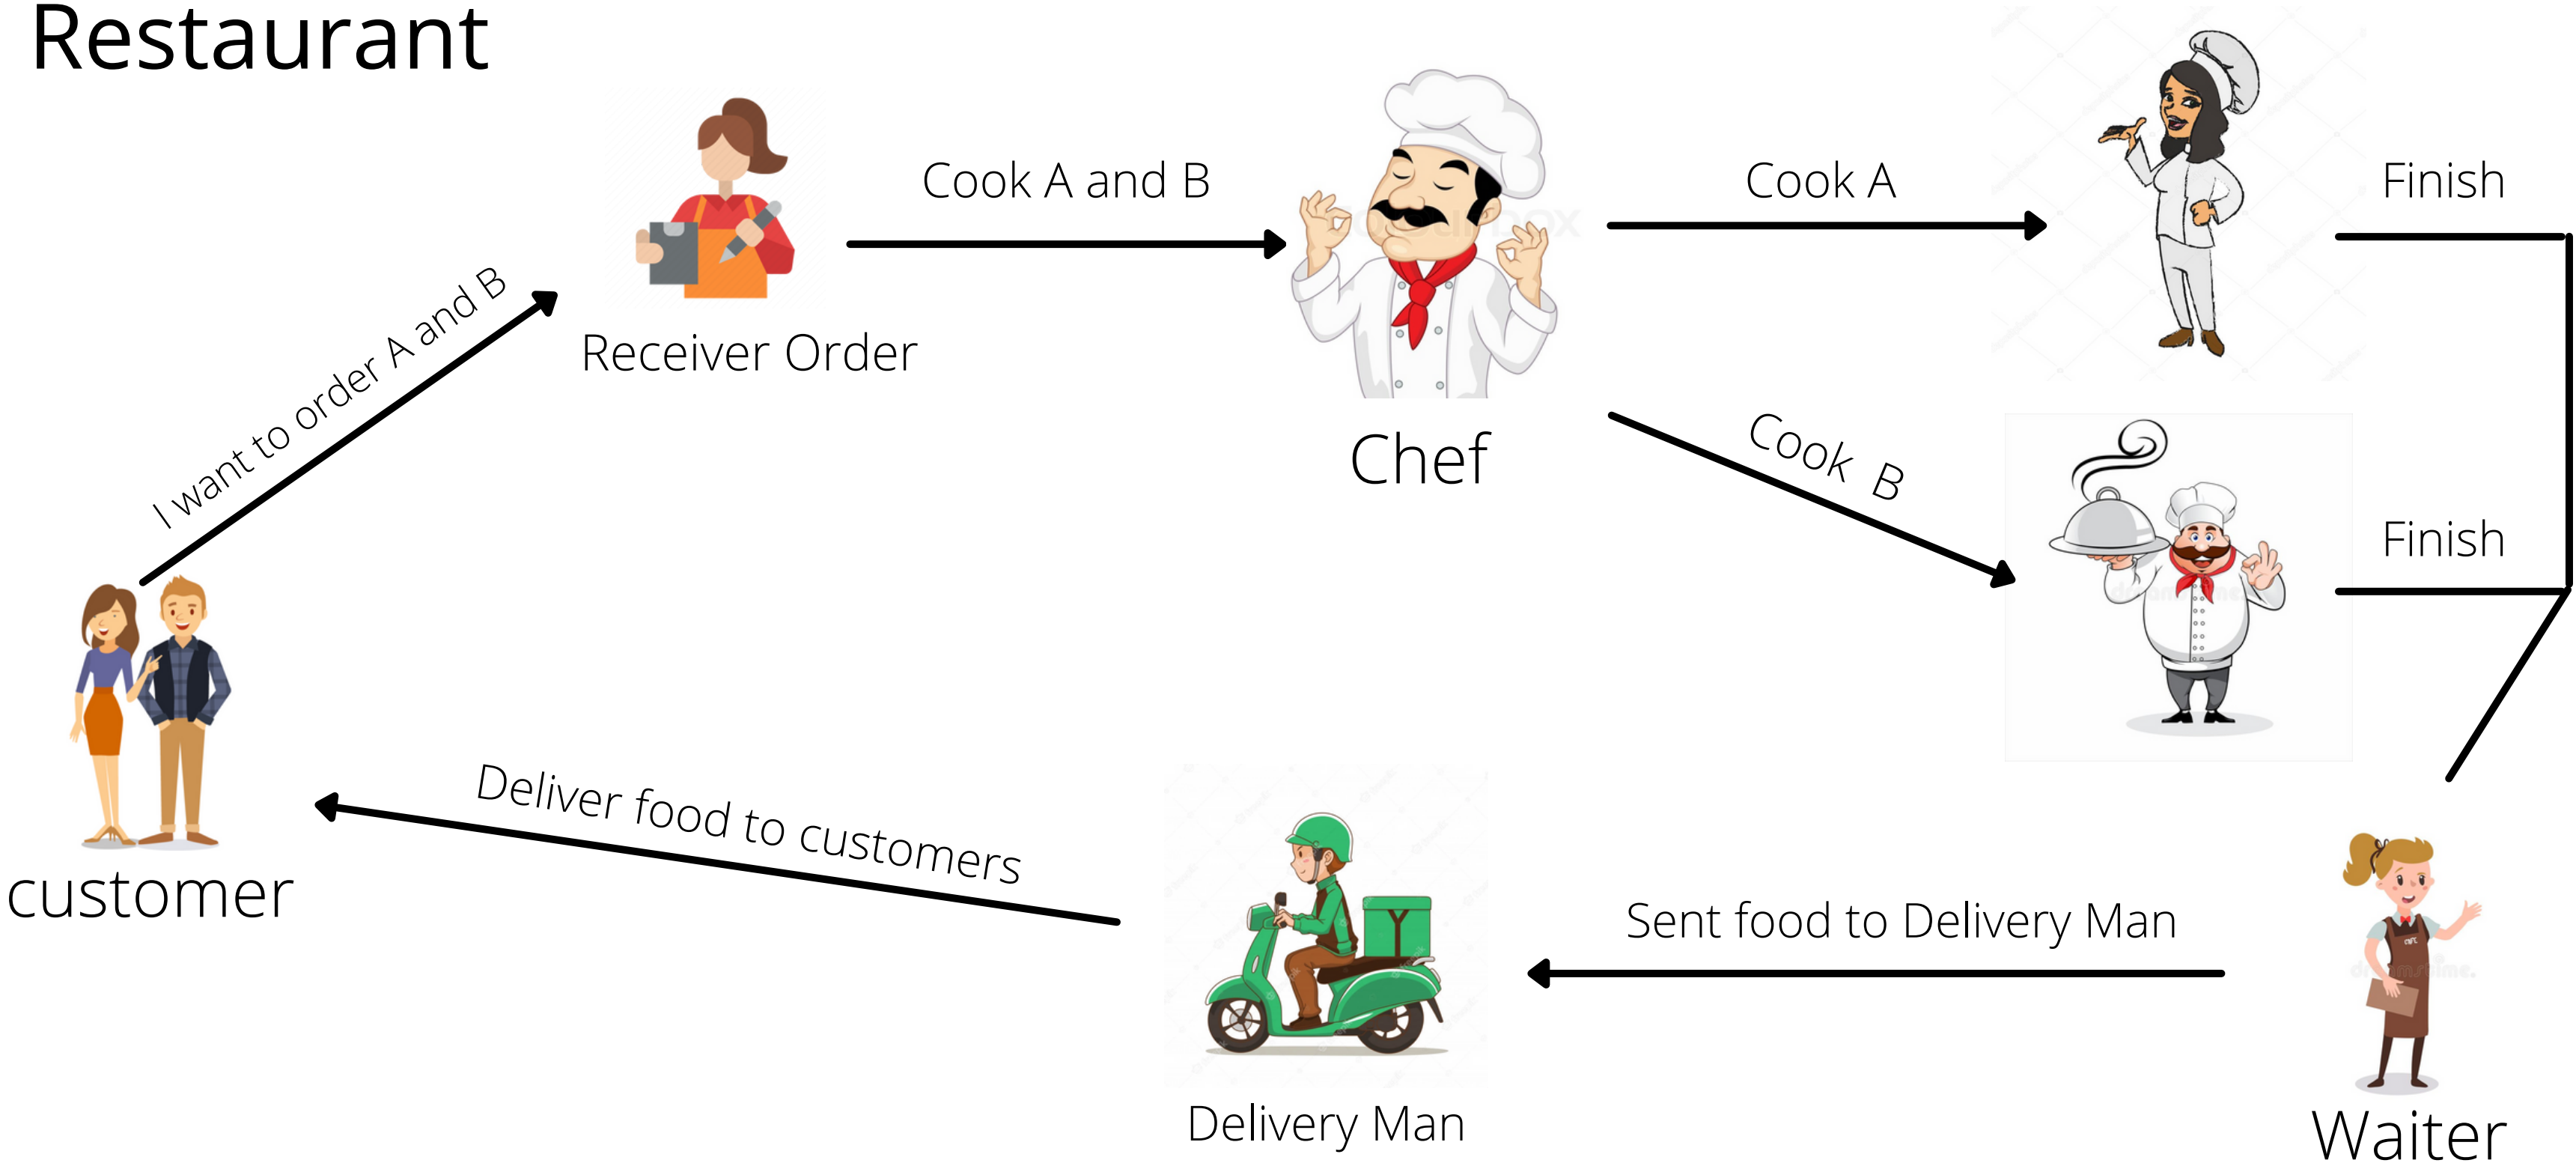 Restaurant
Cook A and B
Cook A
Finish
I want to order A and B
Receiver Order
Chef
Cook B
Finish
Deliver food to customers
customer
Sent food to Delivery Man
Y
Delivery Man
dreamstime.
Waiter